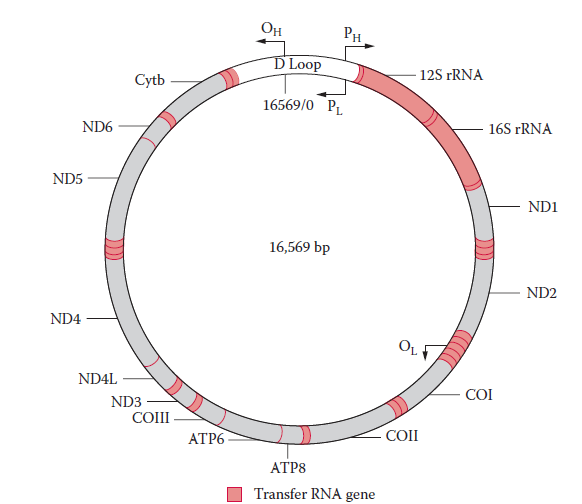 O_H
P_H
D Loop
Cytb
12S rRNA
16569/0
P_L
ND6
16S rRNA
ND5
ND1
16,569 bp
ND2
ND4
O_L
ND4L
COI
ND3
COIII
ATP6
COII
ATP8
Transfer RNA gene